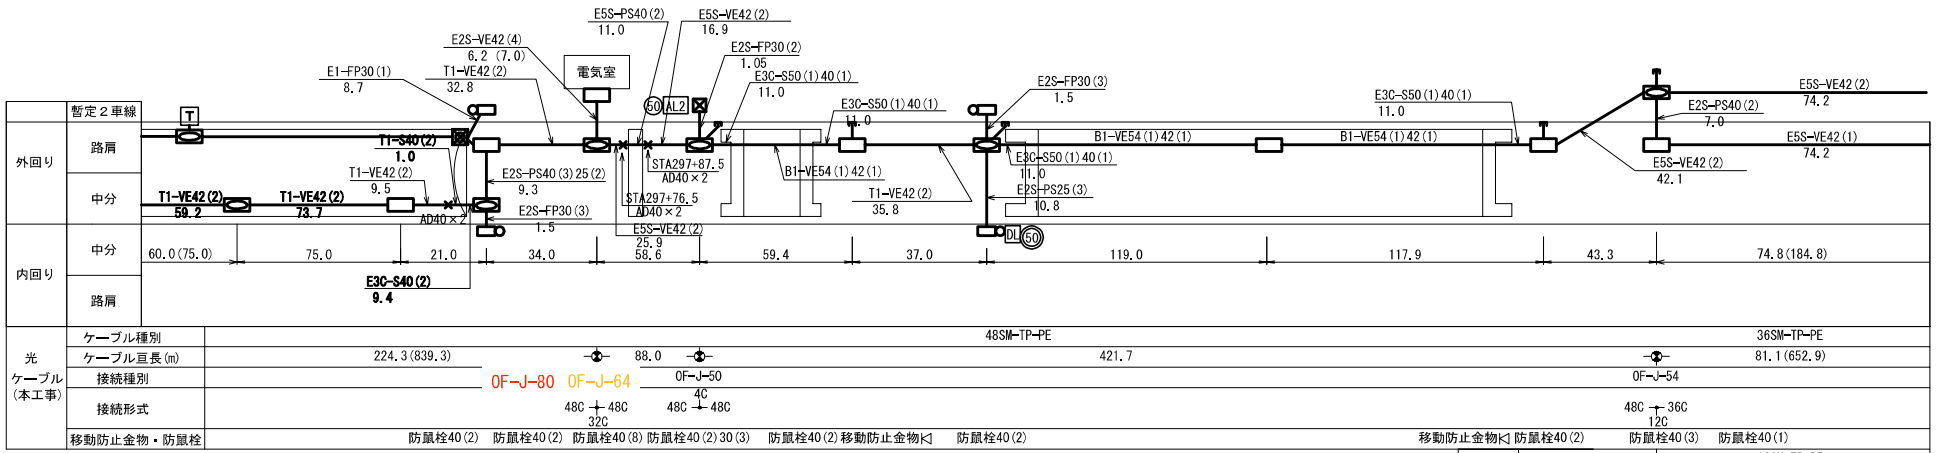 E5S-PS40(2)
11.0
E5S-VE42(2)
16.9
E2S-VE42(4)
6.2 (7.0)
E2S-FP30(2)
1.05
E1-FP30(1)
8.7
T1-VE42(2)
32.8
電気室
E3C-S50(1)40(1)
11.0
E2S-FP30(3)
1.5
E5S-VE42(2)
74.2
E3C-S50(1)40(1)
11.0
E2S-PS40(2)
7.0
50 AL2
E3C-S50(1)40(1)
11.0
暫定2車線
T
外回り
路肩
T1-S40(2)
1.0
B1-VE54(1)42(1)
B1-VE54(1)42(1)
E5S-VE42(1)
74.2
STA297+87.5
AD40×2
E3C-S50(1)40(1)
11.0
E5S-VE42(2)
42.1
T1-VE42(2)
9.5
E2S-PS40(3)25(2)
9.3
B1-VE54(1)42(1)
中分
T1-VE42(2)
59.2
T1-VE42(2)
73.7
STA297+76.5
AD40×2
T1-VE42(2)
35.8
E2S-PS25(3)
10.8
AD40×2
E2S-FP30(3)
1.5
E5S-VE42(2)
25.9
DL 50
内回り
中分
60.0(75.0)
75.0
21.0
34.0
58.6
59.4
37.0
119.0
117.9
43.3
74.8(184.8)
E3C-S40(2)
9.4
路肩
光
ケーブル
(本工事)
ケーブル種別
48SM-TP-PE
36SM-TP-PE
ケーブル亘長(m)
224.3(839.3)
88.0
421.7
81.1(652.9)
接続種別
OF-J-80
OF-J-64
OF-J-50
OF-J-54
接続形式
48C 48C
32C
4C
48C 48C
48C 36C
12C
移動防止金物・防鼠栓
防鼠栓40(2)
防鼠栓40(2)
防鼠栓40(8)
防鼠栓40(2)30(3)
防鼠栓40(2)
移動防止金物
防鼠栓40(2)
移動防止金物
防鼠栓40(2)
防鼠栓40(3)
防鼠栓40(1)